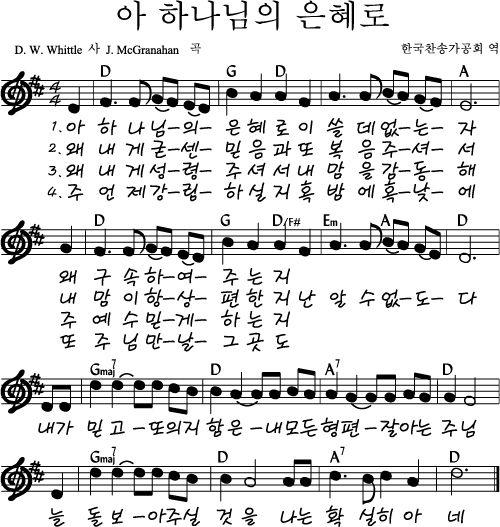 아 하나님의 은혜로
D. W. Whittle 사 J. McGranahan 곡 한국찬송가공회 역
D G D A
4 4
1. 아 하 나 님-의- 은 혜 로 이 쓸 데 없-는- 자
2. 왜 내 게 굳-센- 믿 음 과 또 복 음 주-셔- 서
3. 왜 내 게 성-령- 주 셔 서 내 맘 을 감-동- 해
4. 주 언 제 강-림- 하 실 지 혹 밤 에 혹-낮- 에
D G D/F# Em A D
왜 구 속 하-여- 주 는 지
내 맘 이 항-상- 편 한 지 난 알 수 없-도- 다
주 예 수 믿-게- 하 는 지
또 주 님 만-날- 그 곳 도
Gmaj7 D A7 D
내가 믿 고-또의지 함은-내모든형편-잘아는 주님
Gmaj7 D A7 D
늘 돌 보-아주실 것 을 나는 확 실히 아 네